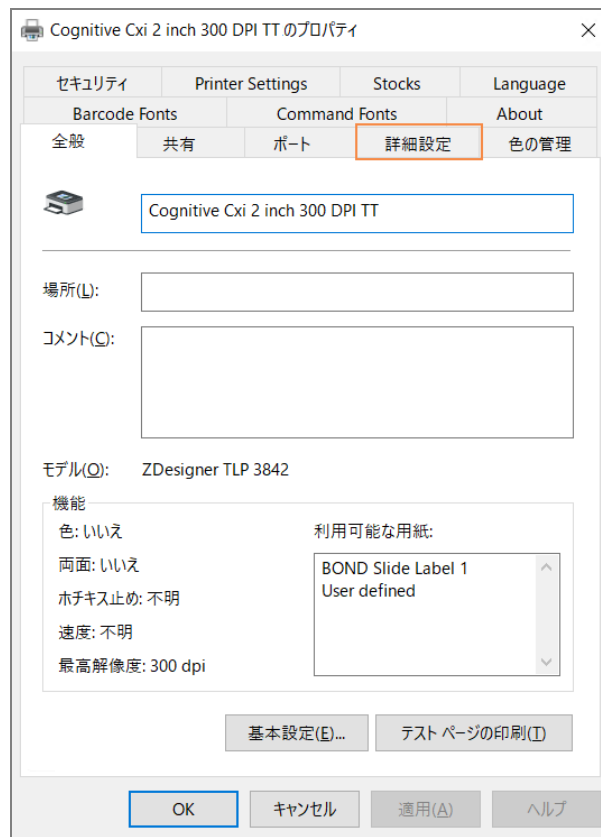 Cognitive Cxi 2 inch 300 DPI TT のプロパティ
セキュリティ Printer Settings Stocks Language
Barcode Fonts Command Fonts About
全般 共有 ポート 詳細設定 色の管理
Cognitive Cxi 2 inch 300 DPI TT
場所(L):
コメント(C):
モデル(O): ZDesigner TLP 3842
機能
色: いいえ
両面: いいえ
ホチキス止め: 不明
速度: 不明
最高解像度: 300 dpi
利用可能な用紙:
BOND Slide Label 1
User defined
基本設定(E)... テスト ページの印刷(T)
OK キャンセル 適用(A) ヘルプ